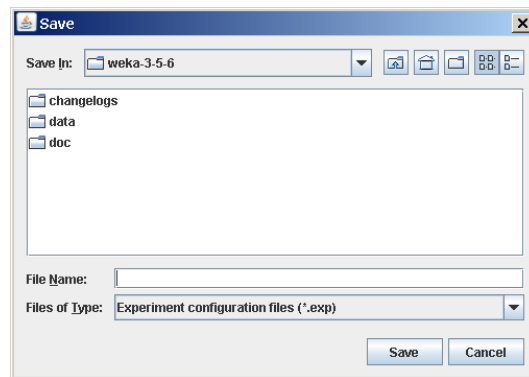 Save
Save In: weka-3-5-6
changelogs
data
doc
File Name:
Files of Type: Experiment configuration files (*.exp)
Save Cancel